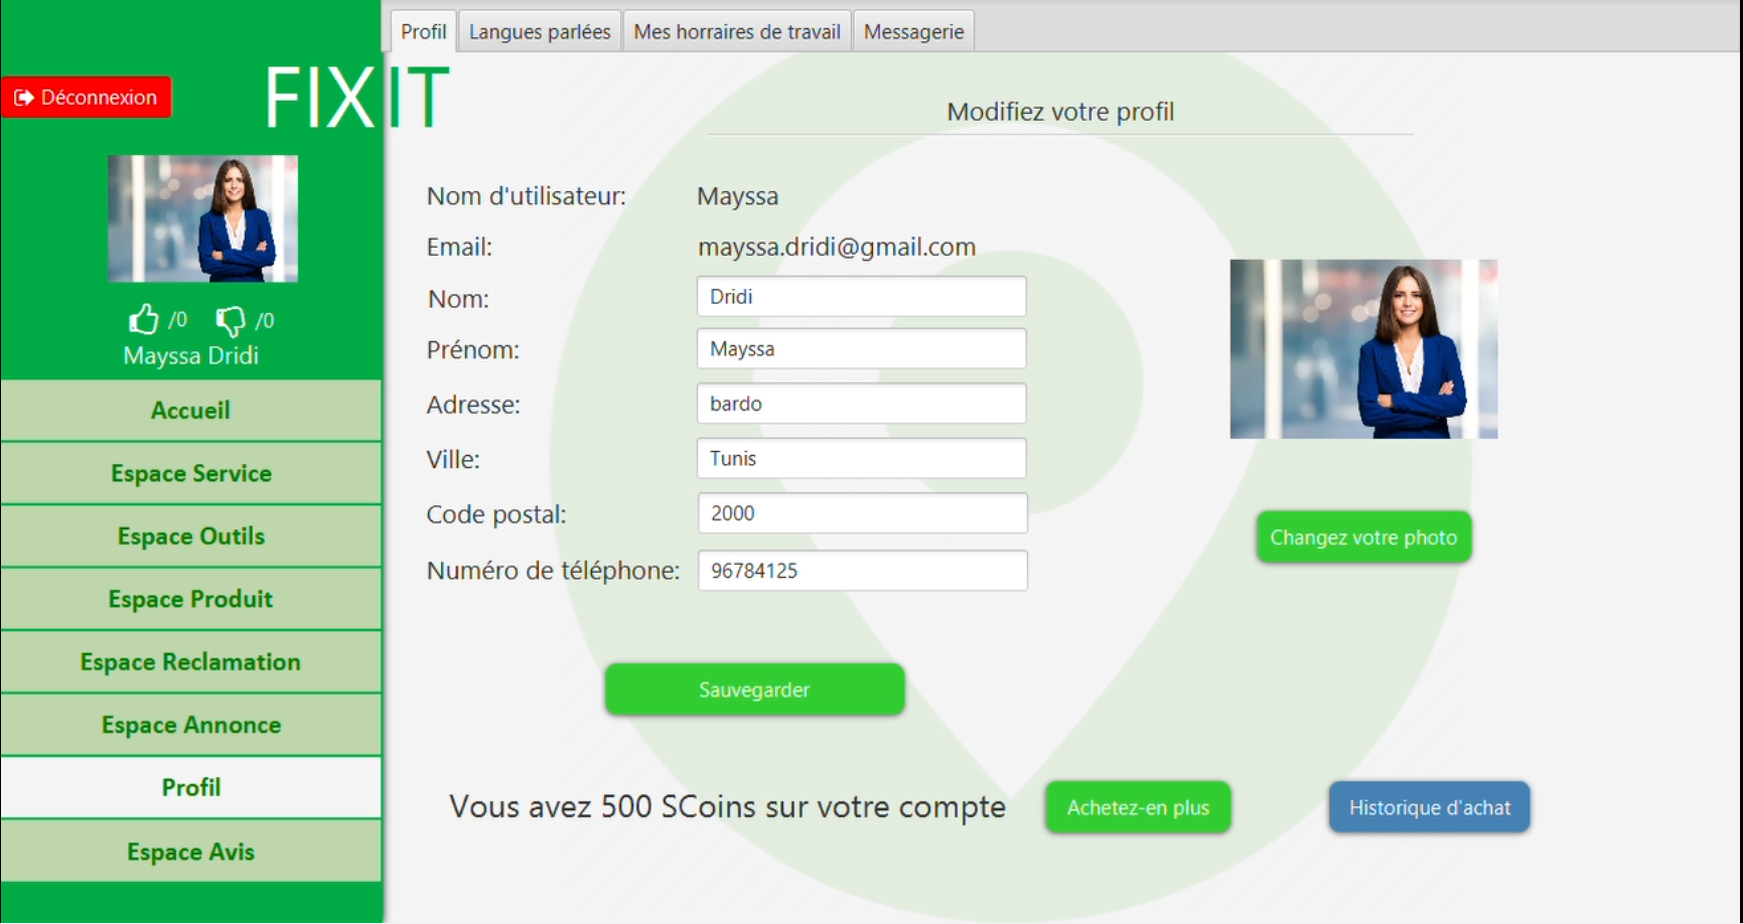 Profil
Langues parlées
Mes horraires de travail
Messagerie
Déconnexion
FIXIT
/0
/0
Mayssa Dridi
Accueil
Espace Service
Espace Outils
Espace Produit
Espace Reclamation
Espace Annonce
Profil
Espace Avis
Modifiez votre profil
Nom d'utilisateur: Mayssa
Email: mayssa.dridi@gmail.com
Nom: Dridi
Prénom: Mayssa
Adresse: bardo
Ville: Tunis
Code postal: 2000
Numéro de téléphone: 96784125
Changez votre photo
Sauvegarder
Vous avez 500 SCoins sur votre compte
Achetez-en plus
Historique d'achat